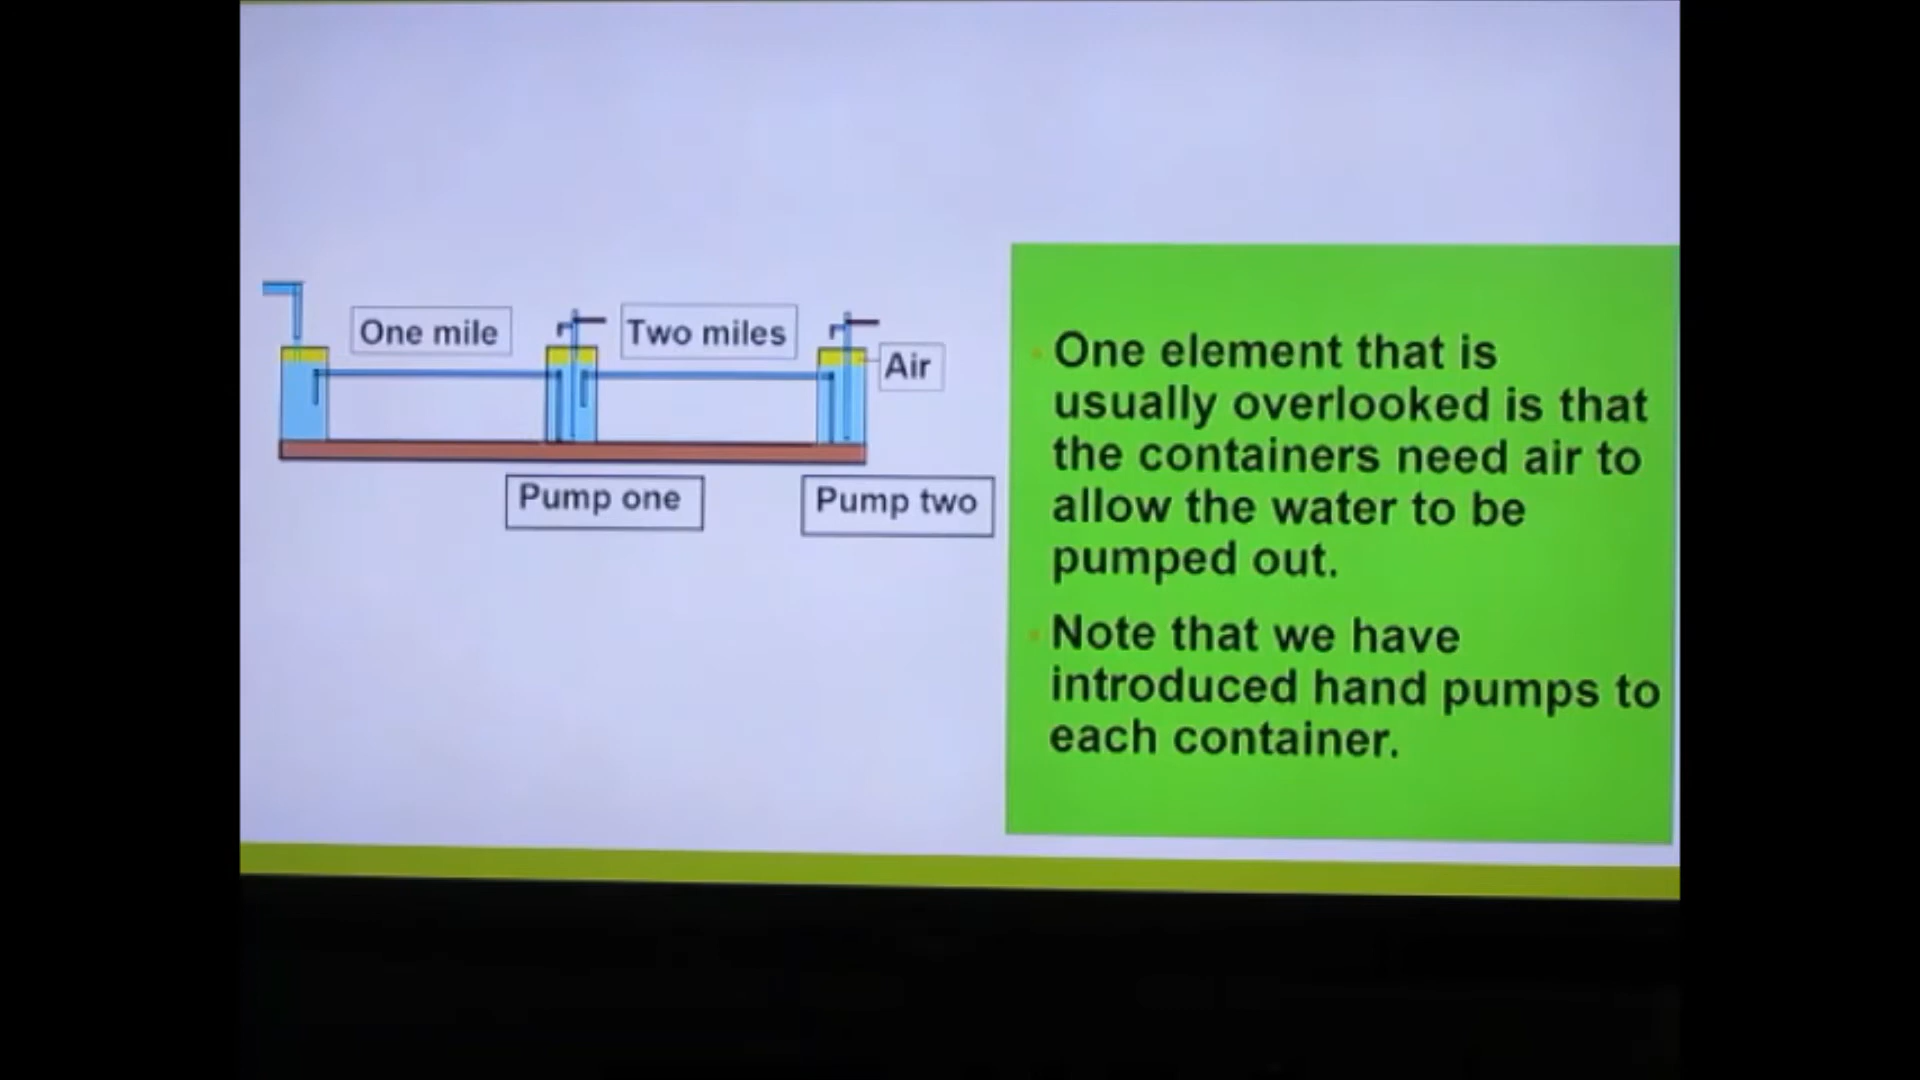 One mile
Two miles
Air
Pump one
Pump two
One element that is
usually overlooked is that
the containers need air to
allow the water to be
pumped out.
Note that we have
introduced hand pumps to
each container.